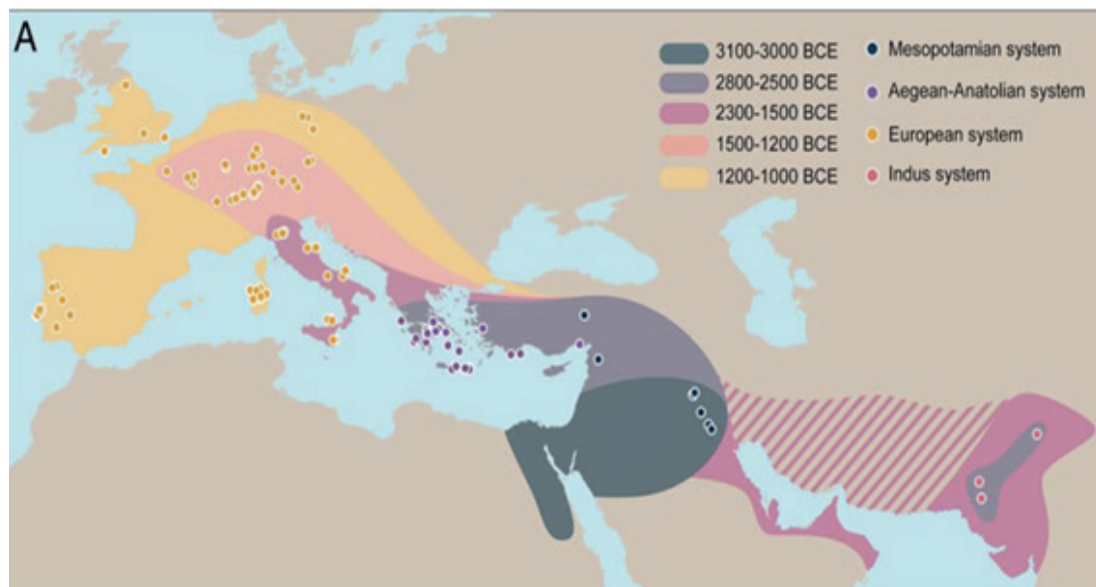 A
3100-3000 BCE
2800-2500 BCE
2300-1500 BCE
1500-1200 BCE
1200-1000 BCE
Mesopotamian system
Aegean-Anatolian system
European system
Indus system